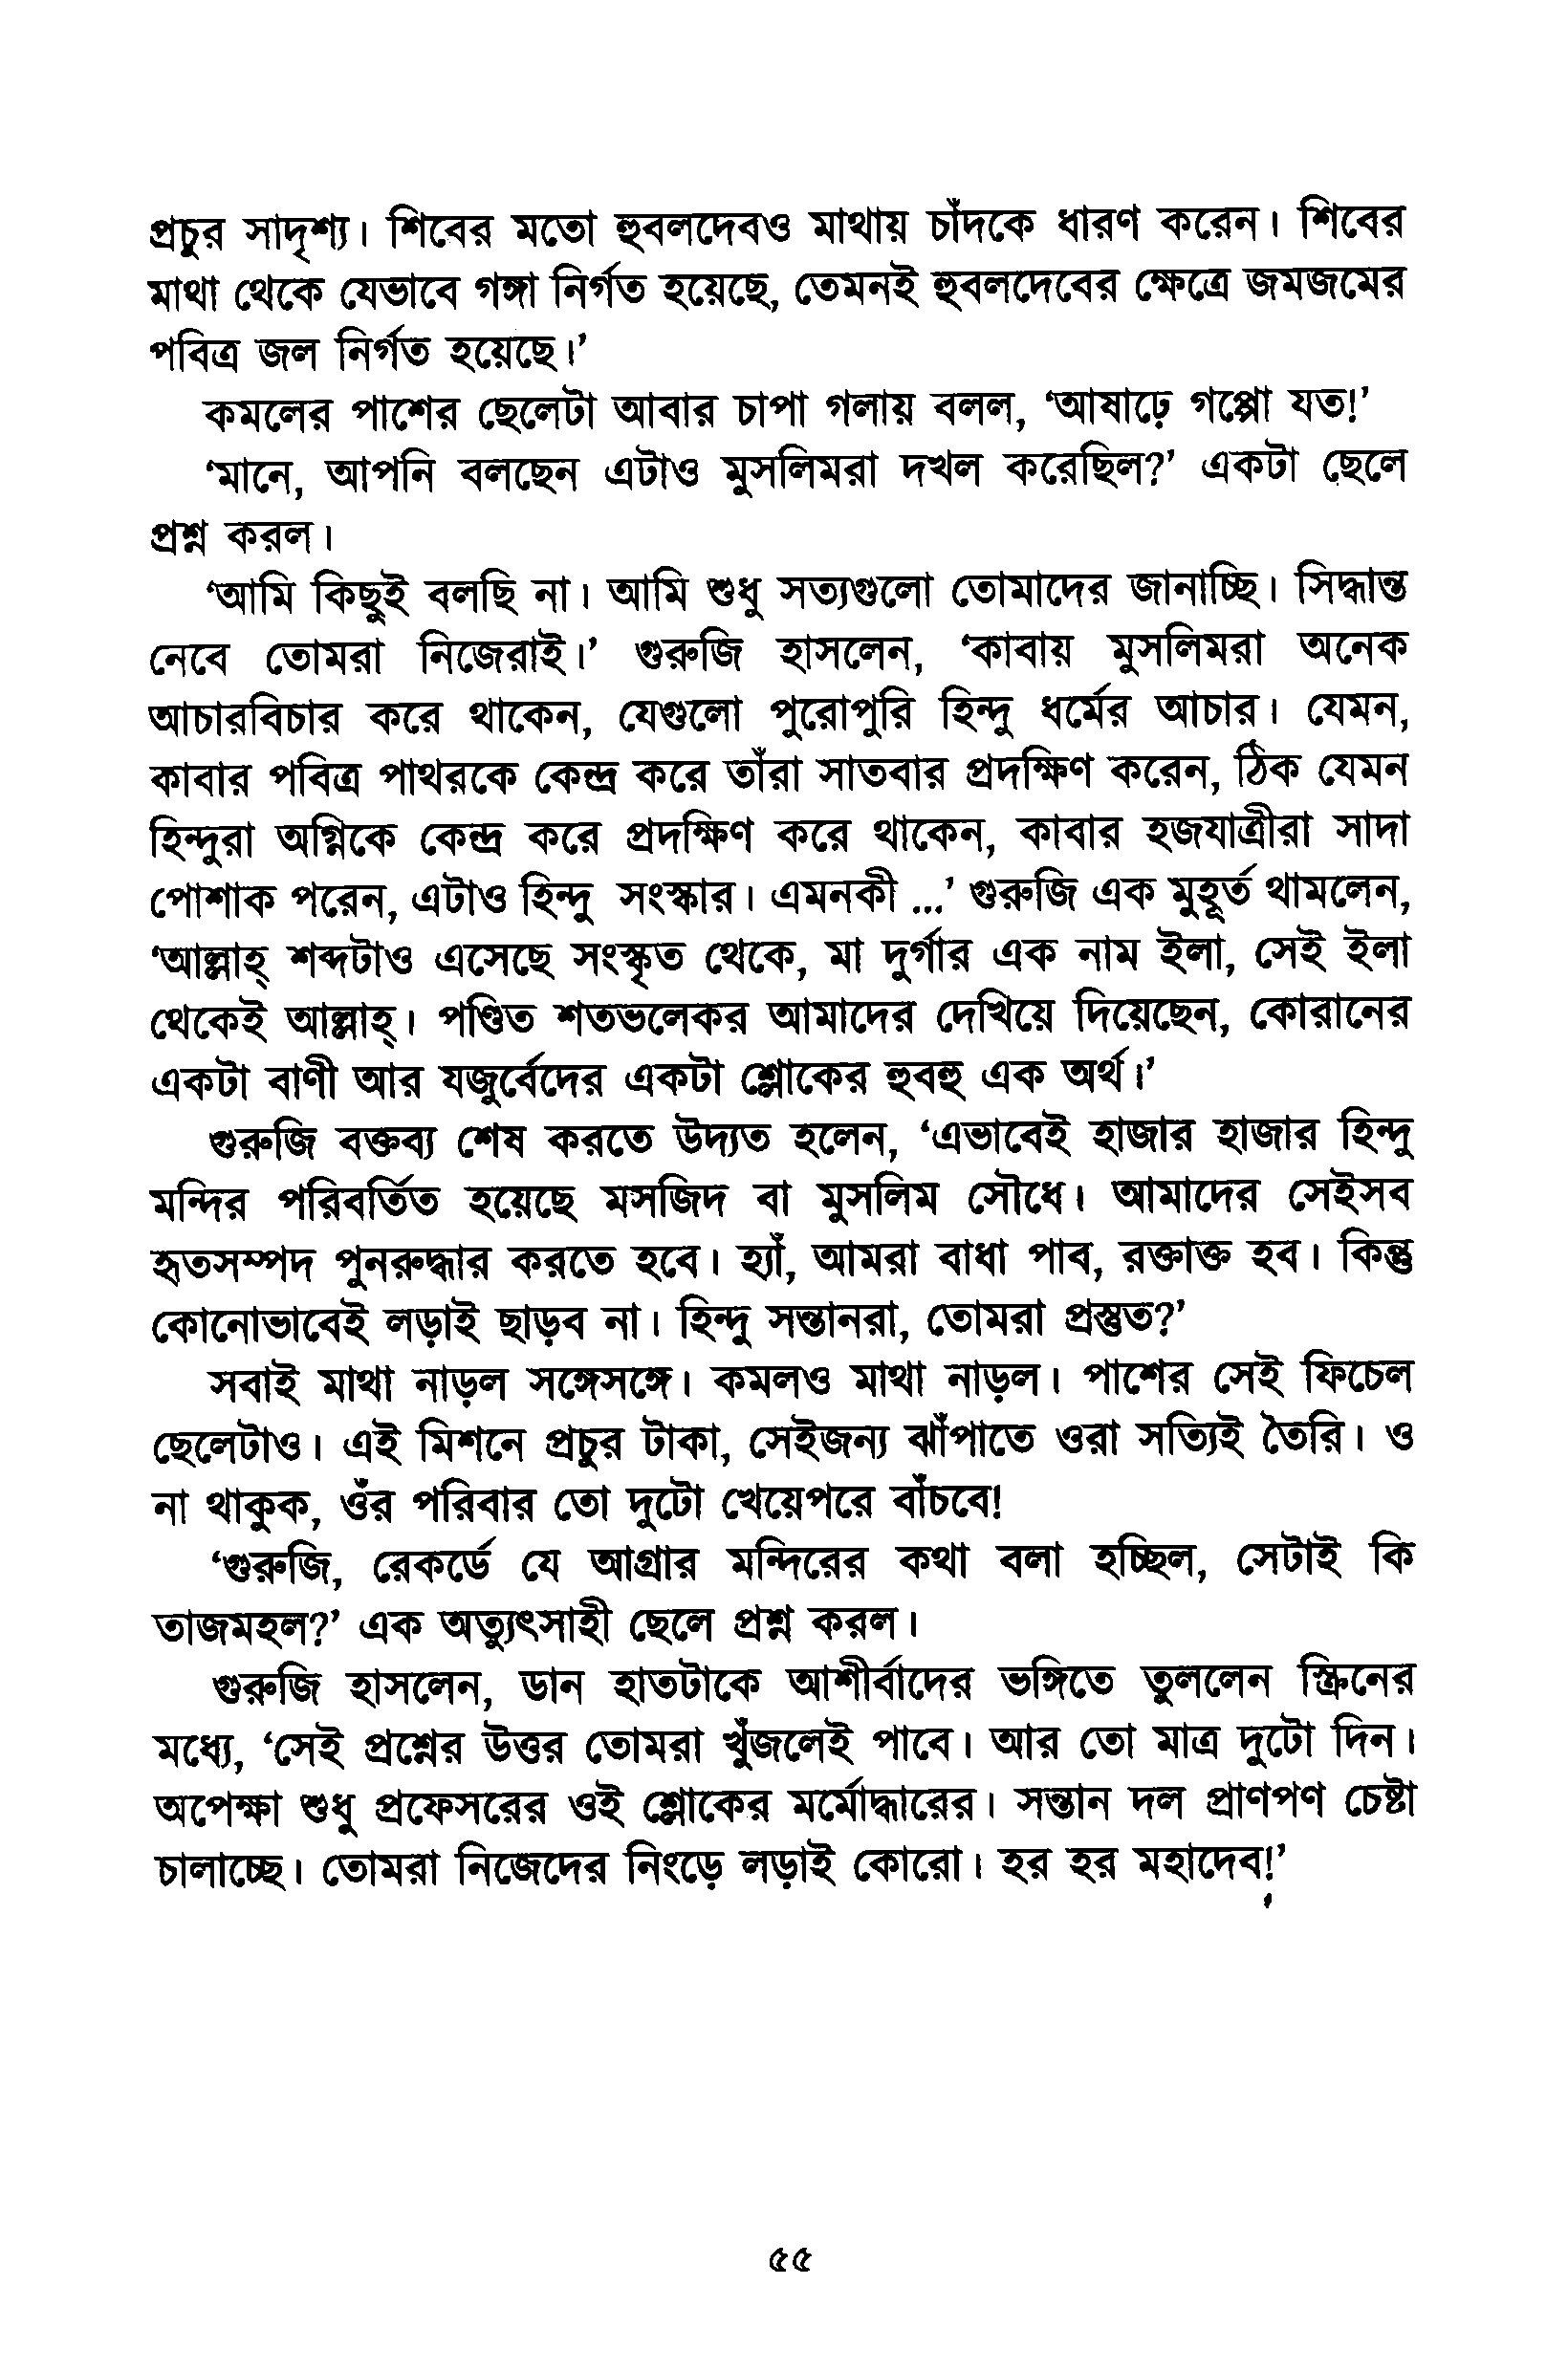 প্রচুর সাদৃশ্য। শিবের মতো হুবলদেবও মাথায় চাঁদকে ধারণ করেন। শিবের
মাথা থেকে যেভাবে গঙ্গা নির্গত হয়েছে, তেমনই হুবলদেবের ক্ষেত্রে জমজমের
পবিত্র জল নির্গত হয়েছে।’
কমলের পাশের ছেলেটা আবার চাপা গলায় বলল, ‘আষাঢ়ে গপ্পো যত!’
‘মানে, আপনি বলছেন এটাও মুসলিমরা দখল করেছিল?’ একটা ছেলে
প্রশ্ন করল।
‘আমি কিছুই বলছি না। আমি শুধু সত্যগুলো তোমাদের জানাচ্ছি। সিদ্ধান্ত
নেবে তোমরা নিজেরাই।’ গুরুজি হাসলেন, ‘কাবায় মুসলিমরা অনেক
আচারবিচার করে থাকেন, যেগুলো পুরোপুরি হিন্দু ধর্মের আচার। যেমন,
কাবার পবিত্র পাথরকে কেন্দ্র করে তাঁরা সাতবার প্রদক্ষিণ করেন, ঠিক যেমন
হিন্দুরা অগ্নিকে কেন্দ্র করে প্রদক্ষিণ করে থাকেন, কাবার হজযাত্রীরা সাদা
পোশাক পরেন, এটাও হিন্দু সংস্কার। এমনকী ...’ গুরুজি এক মুহূর্ত থামলেন,
‘আল্লাহ্ শব্দটাও এসেছে সংস্কৃত থেকে, মা দুর্গার এক নাম ইলা, সেই ইলা
থেকেই আল্লাহ্। পণ্ডিত শতভলেকর আমাদের দেখিয়ে দিয়েছেন, কোরানের
একটা বাণী আর যজুর্বেদের একটা শ্লোকের হুবহু এক অর্থ।’
গুরুজি বক্তব্য শেষ করতে উদ্যত হলেন, ‘এভাবেই হাজার হাজার হিন্দু
মন্দির পরিবর্তিত হয়েছে মসজিদ বা মুসলিম সৌধে। আমাদের সেইসব
হৃতসম্পদ পুনরুদ্ধার করতে হবে। হ্যাঁ, আমরা বাধা পাব, রক্তাক্ত হব। কিন্তু
কোনোভাবেই লড়াই ছাড়ব না। হিন্দু সন্তানরা, তোমরা প্রস্তুত?’
সবাই মাথা নাড়ল সঙ্গেসঙ্গে। কমলও মাথা নাড়ল। পাশের সেই ফিচেল
ছেলেটাও। এই মিশনে প্রচুর টাকা, সেইজন্য ঝাঁপাতে ওরা সত্যিই তৈরি। ও
না থাকুক, ওঁর পরিবার তো দুটো খেয়েপরে বাঁচবে!
‘গুরুজি, রেকর্ডে যে আগ্রার মন্দিরের কথা বলা হচ্ছিল, সেটাই কি
তাজমহল?’ এক অত্যুৎসাহী ছেলে প্রশ্ন করল।
গুরুজি হাসলেন, ডান হাতটাকে আশীর্বাদের ভঙ্গিতে তুললেন স্ক্রিনের
মধ্যে, ‘সেই প্রশ্নের উত্তর তোমরা খুঁজলেই পাবে। আর তো মাত্র দুটো দিন।
অপেক্ষা শুধু প্রফেসরের ওই শ্লোকের মর্মোদ্ধারের। সন্তান দল প্রাণপণ চেষ্টা
চালাচ্ছে। তোমরা নিজেদের নিংড়ে লড়াই কোরো। হর হর মহাদেব!’
৫৫